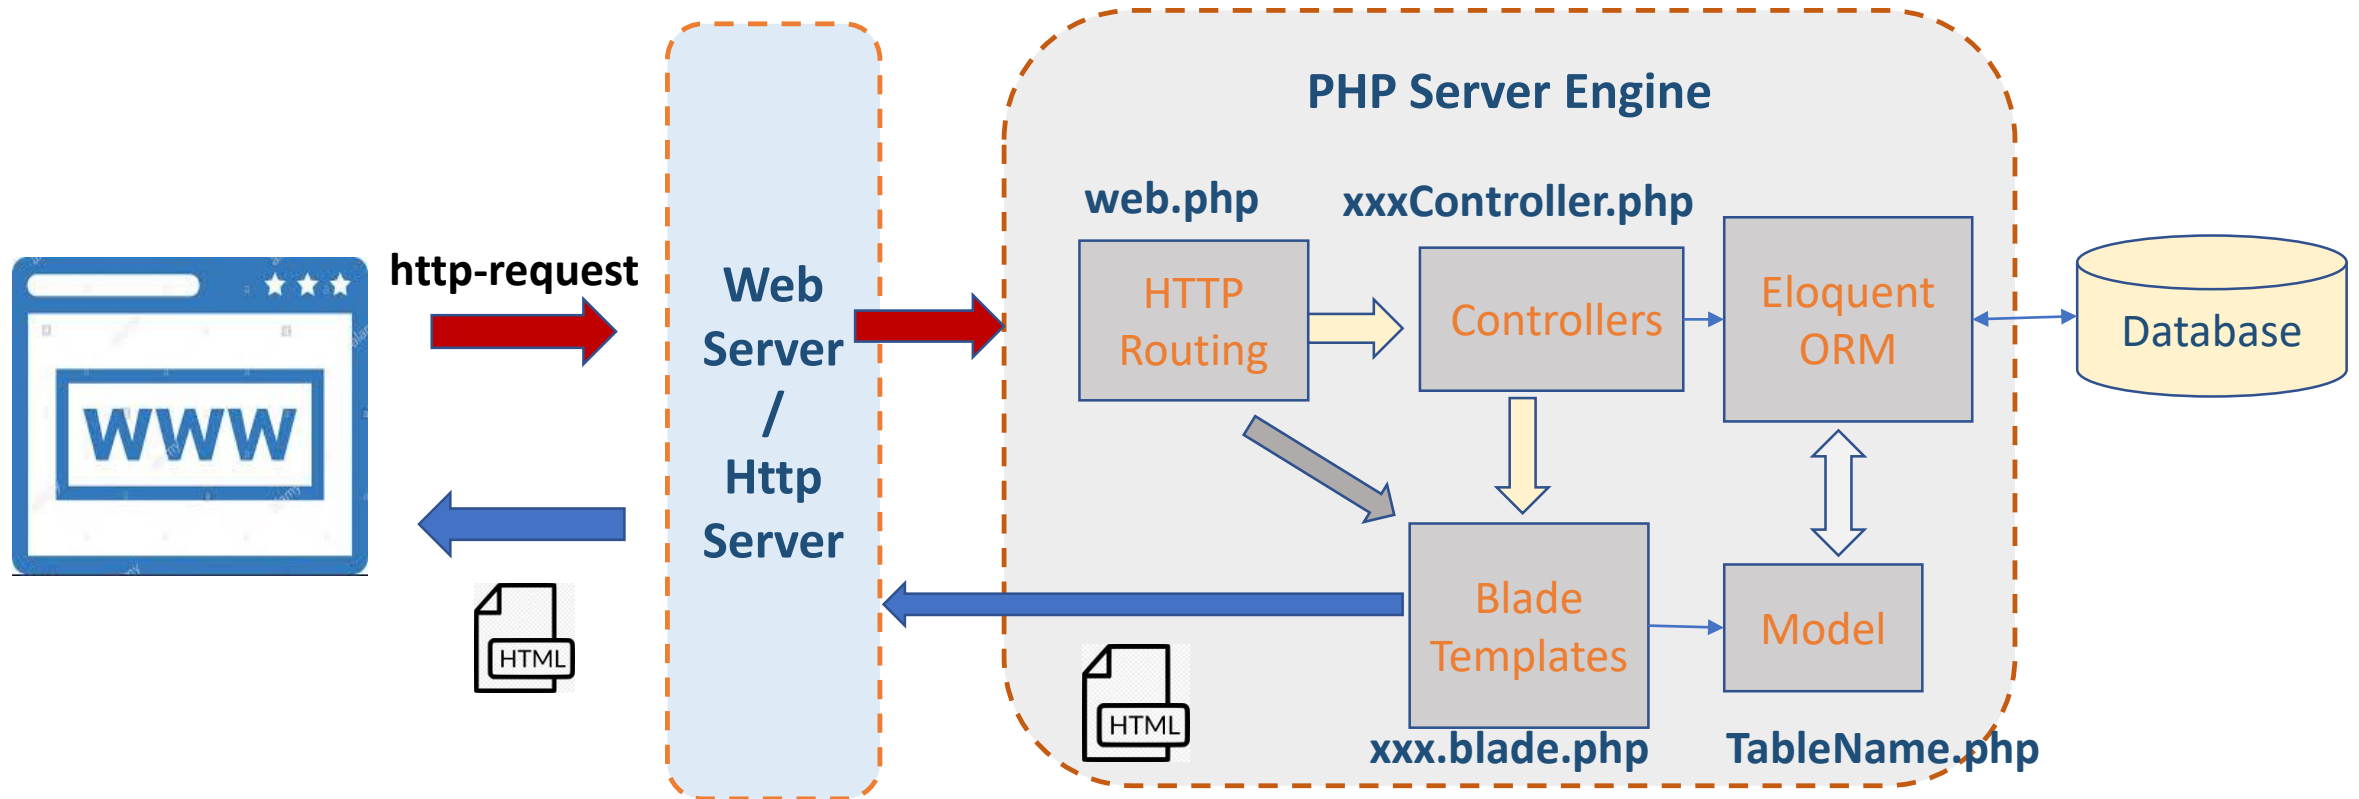 PHP Server Engine
web.php
xxxController.php
http-request
Web
Server
/
Http
Server
HTTP
Routing
Controllers
Eloquent
ORM
Database
WWW
HTML
Blade
Templates
Model
HTML
xxx.blade.php
TableName.php